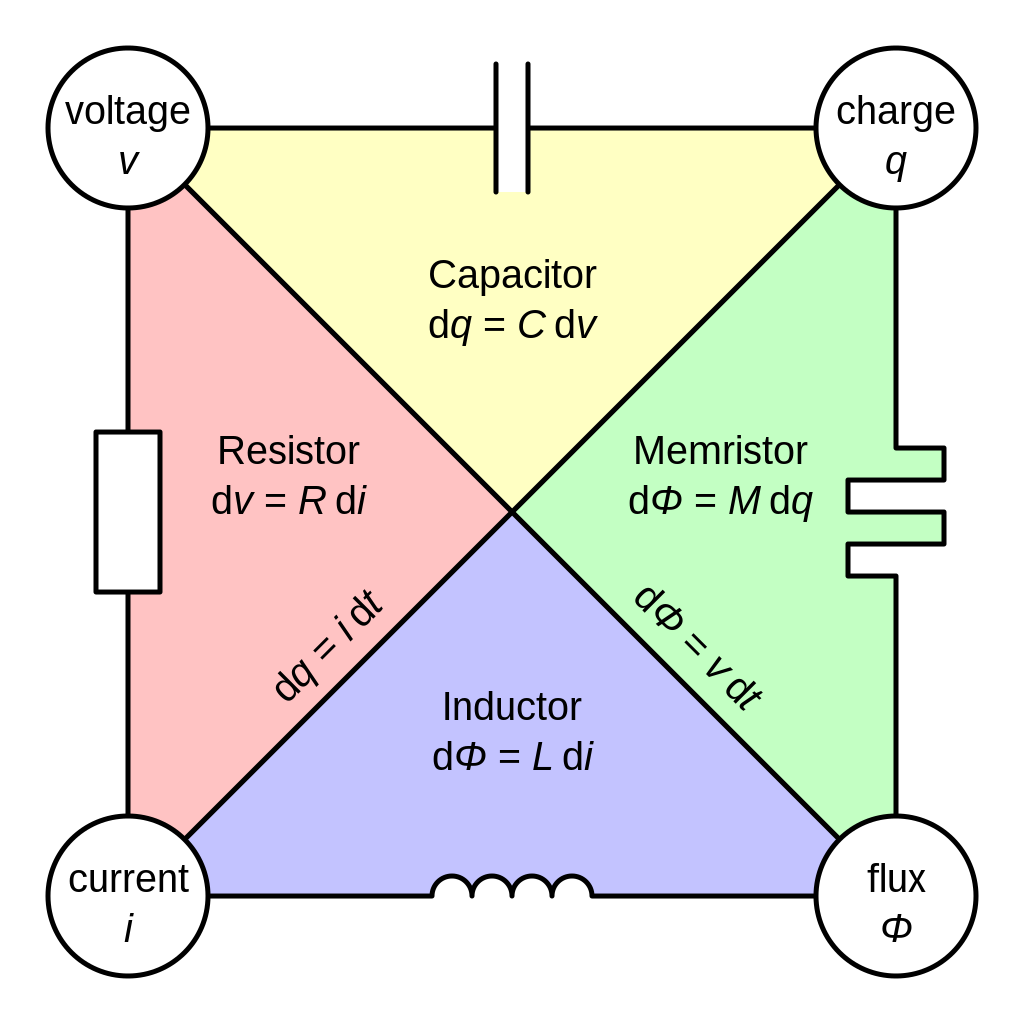 voltage
v
charge
q
Capacitor
dq = C dv
Resistor
dv = R di
Memristor
dΦ = M dq
dq = i dt
dΦ = v dt
Inductor
dΦ = L di
current
i
flux
Φ